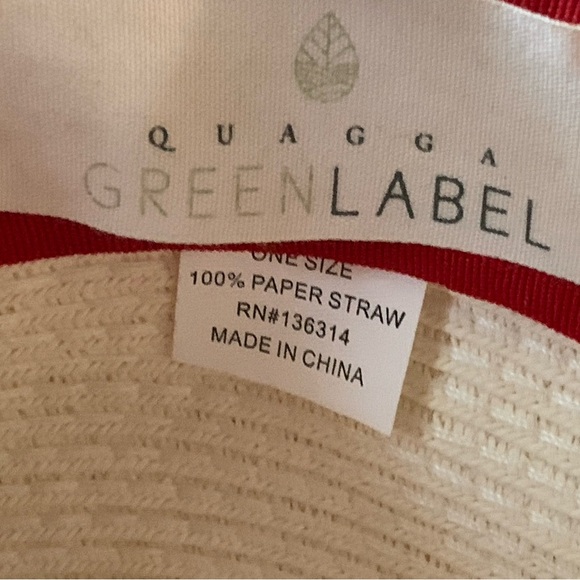 QUAGGA
GREENLABEL
ONE SIZE
100% PAPER STRAW
RN#136314
MADE IN CHINA